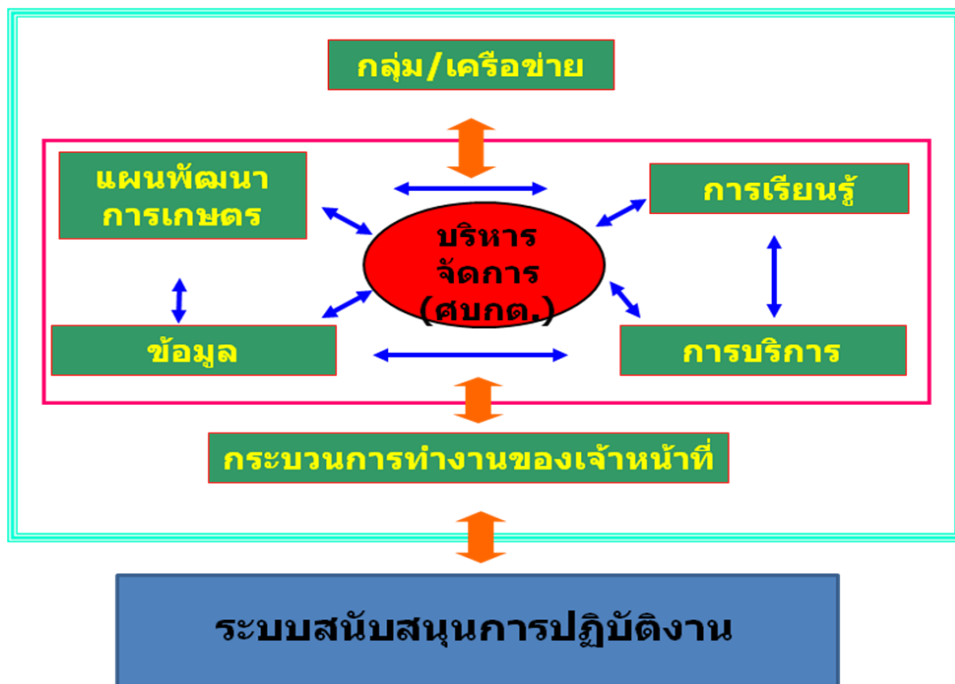 กลุ่ม/เครือข่าย
แผนพัฒนา
การเกษตร
การเรียนรู้
บริหาร
จัดการ
(ศบกต.)
ข้อมูล
การบริการ
กระบวนการทำงานของเจ้าหน้าที่
ระบบสนับสนุนการปฏิบัติงาน